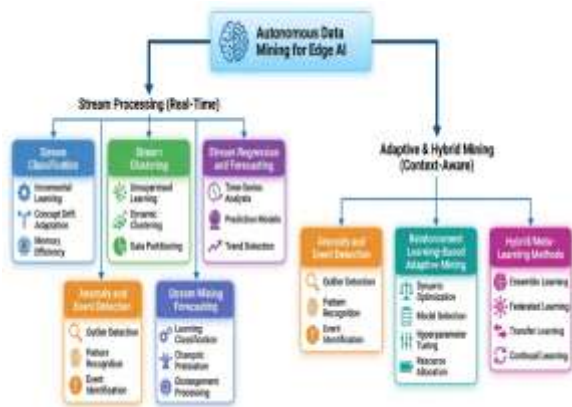 Autonomous Data
Mining for Edge AI
Stream Processing (Real-Time)
Adaptive & Hybrid Mining
(Context-Aware)
Stream
Classification
Incremental
Learning
Concept Drift
Adaptation
Memory
Efficiency
Stream
Clustering
Unsupervised
Learning
Dynamic
Clustering
Data Partitioning
Stream Regression
and Forecasting
Time-Series
Analysis
Predictive Models
Trend Detection
Anomaly and
Event Detection
Outlier Detection
Pattern
Recognition
Event
Identification
Stream Mining
Forecasting
Learning
Classification
Processing
Anomaly and
Event Detection
Outlier Detection
Pattern
Recognition
Event
Identification
Reinforcement
Learning-Based
Adaptive Mining
Dynamic
Optimization
Model Selection
Hyperparameter
Tuning
Resource
Allocation
Hybrid Meta-
Learning Methods
Ensemble Learning
Federated Learning
Transfer Learning
Continual Learning